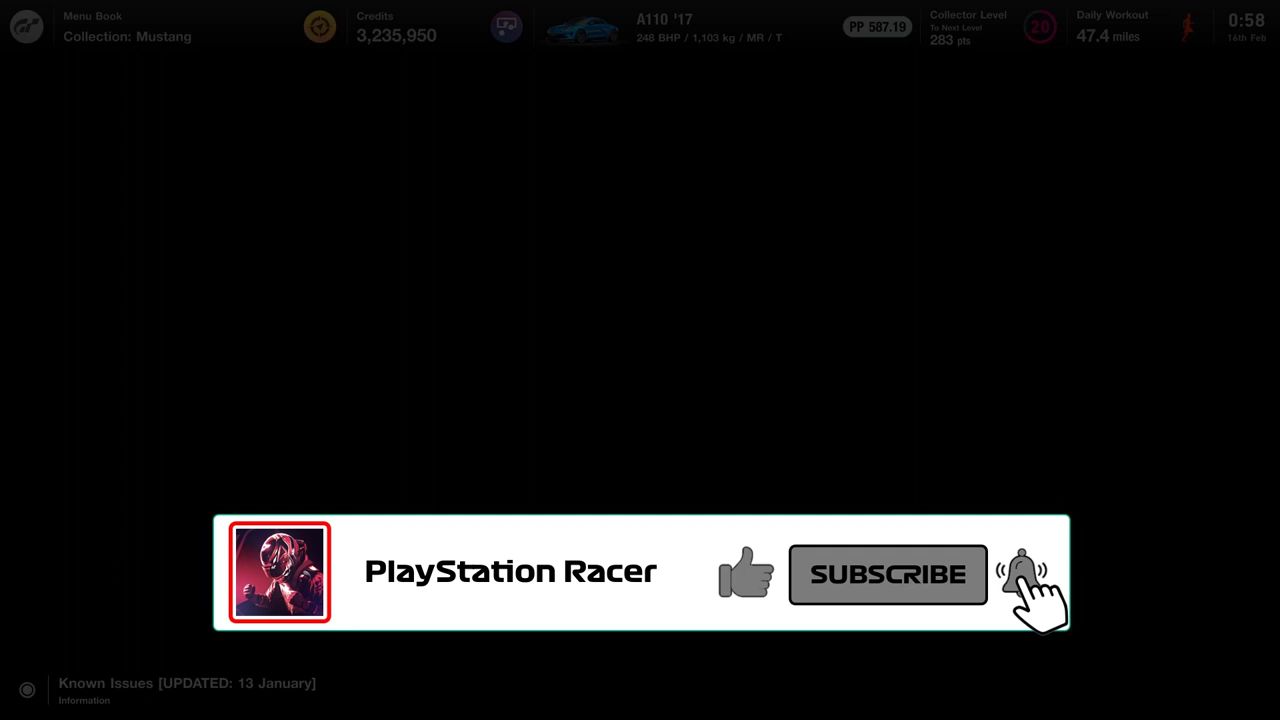 Menu Book
Collection: Mustang
Credits
3,235,950
A110 '17
248 BHP / 1,103 kg / MR / T
PP 587.19
Collector Level
To Next Level
283 pts
20
Daily Workout
47.4 miles
0:58
16th Feb
PlayStation Racer
SUBSCRIBE
Known Issues [UPDATED: 13 January]
Information